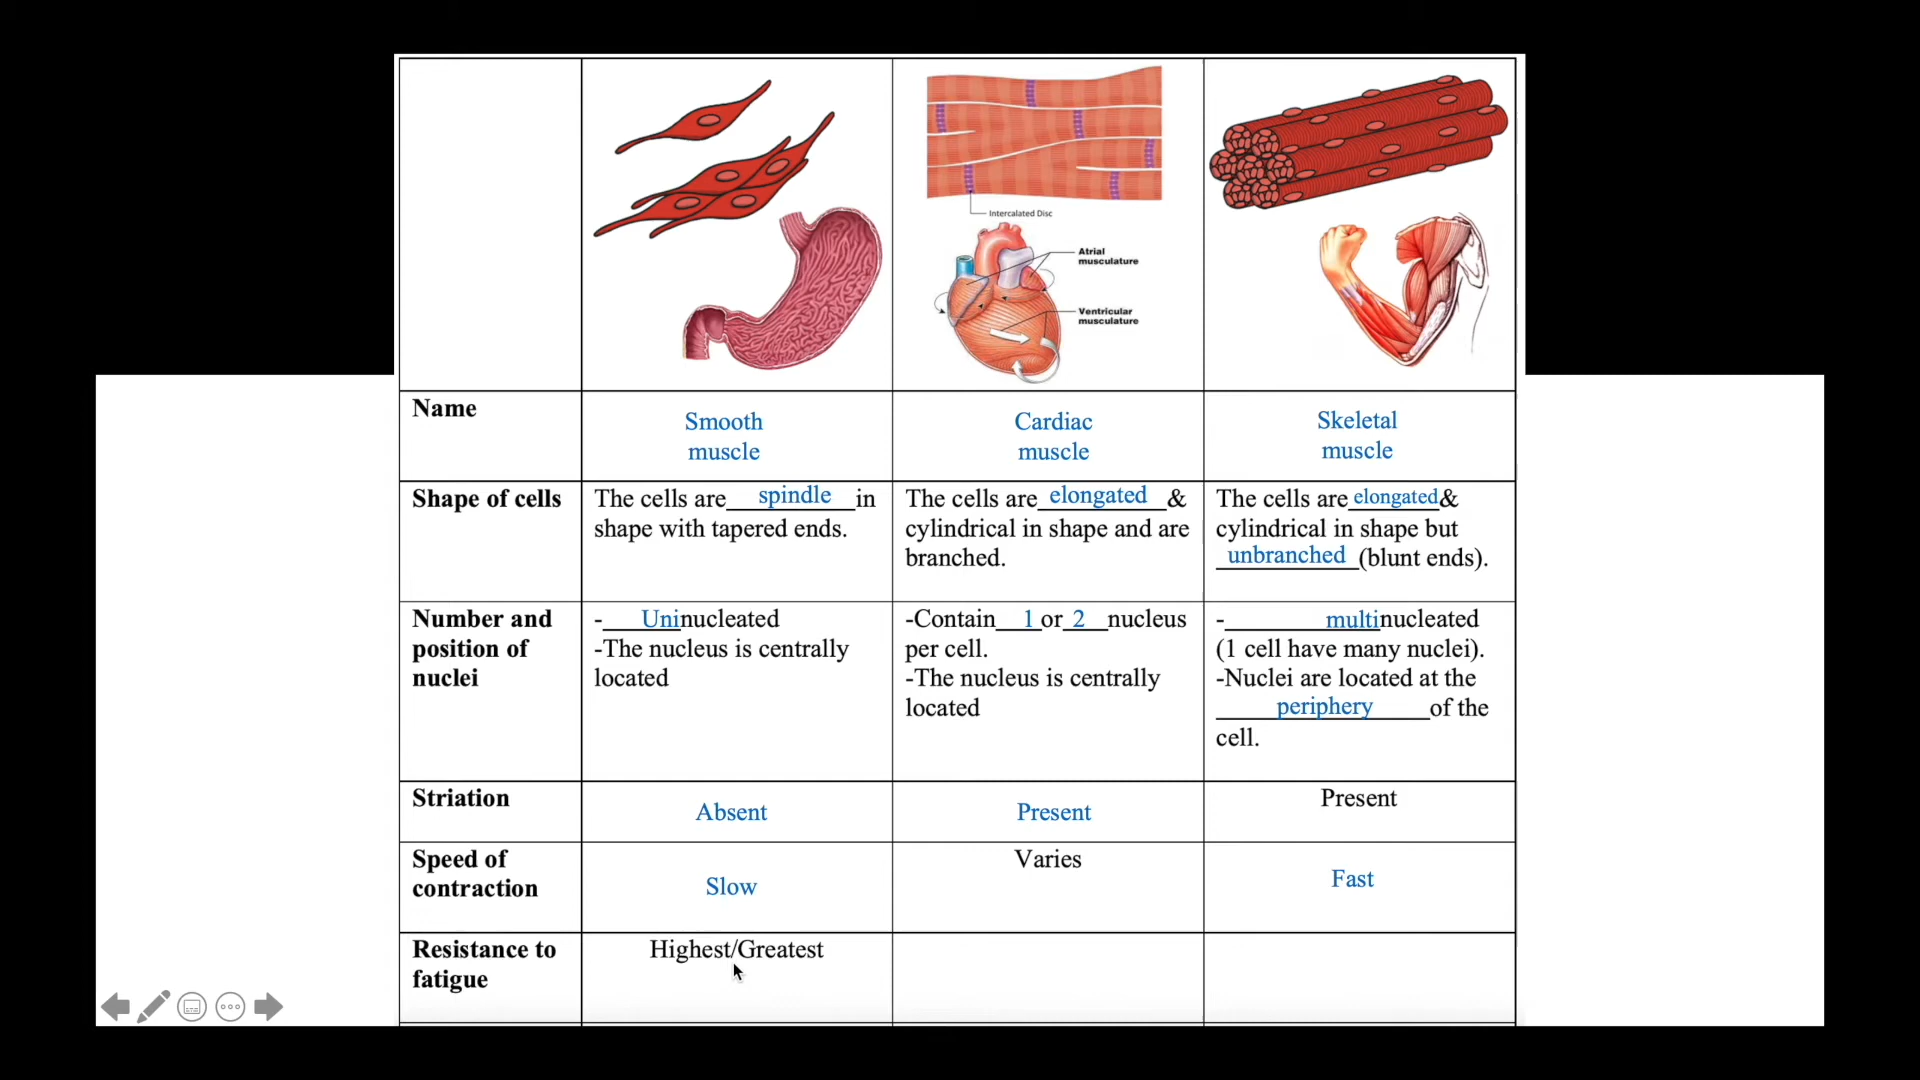 Intercalated Disc
Atrial
musculature
Ventricular
musculature
Name
Smooth
muscle
Cardiac
muscle
Skeletal
muscle
Shape of cells
The cells are spindle in
shape with tapered ends.
The cells are elongated &
cylindrical in shape and are
branched.
The cells are elongated &
cylindrical in shape but
unbranched (blunt ends).
Number and
position of
nuclei
-Uninucleated
-The nucleus is centrally
located
-Contain 1 or 2 nucleus
per cell.
-The nucleus is centrally
located
-multinucleated
(1 cell have many nuclei).
-Nuclei are located at the
periphery of the
cell.
Striation
Absent
Present
Present
Speed of
contraction
Slow
Varies
Fast
Resistance to
fatigue
Highest/Greatest